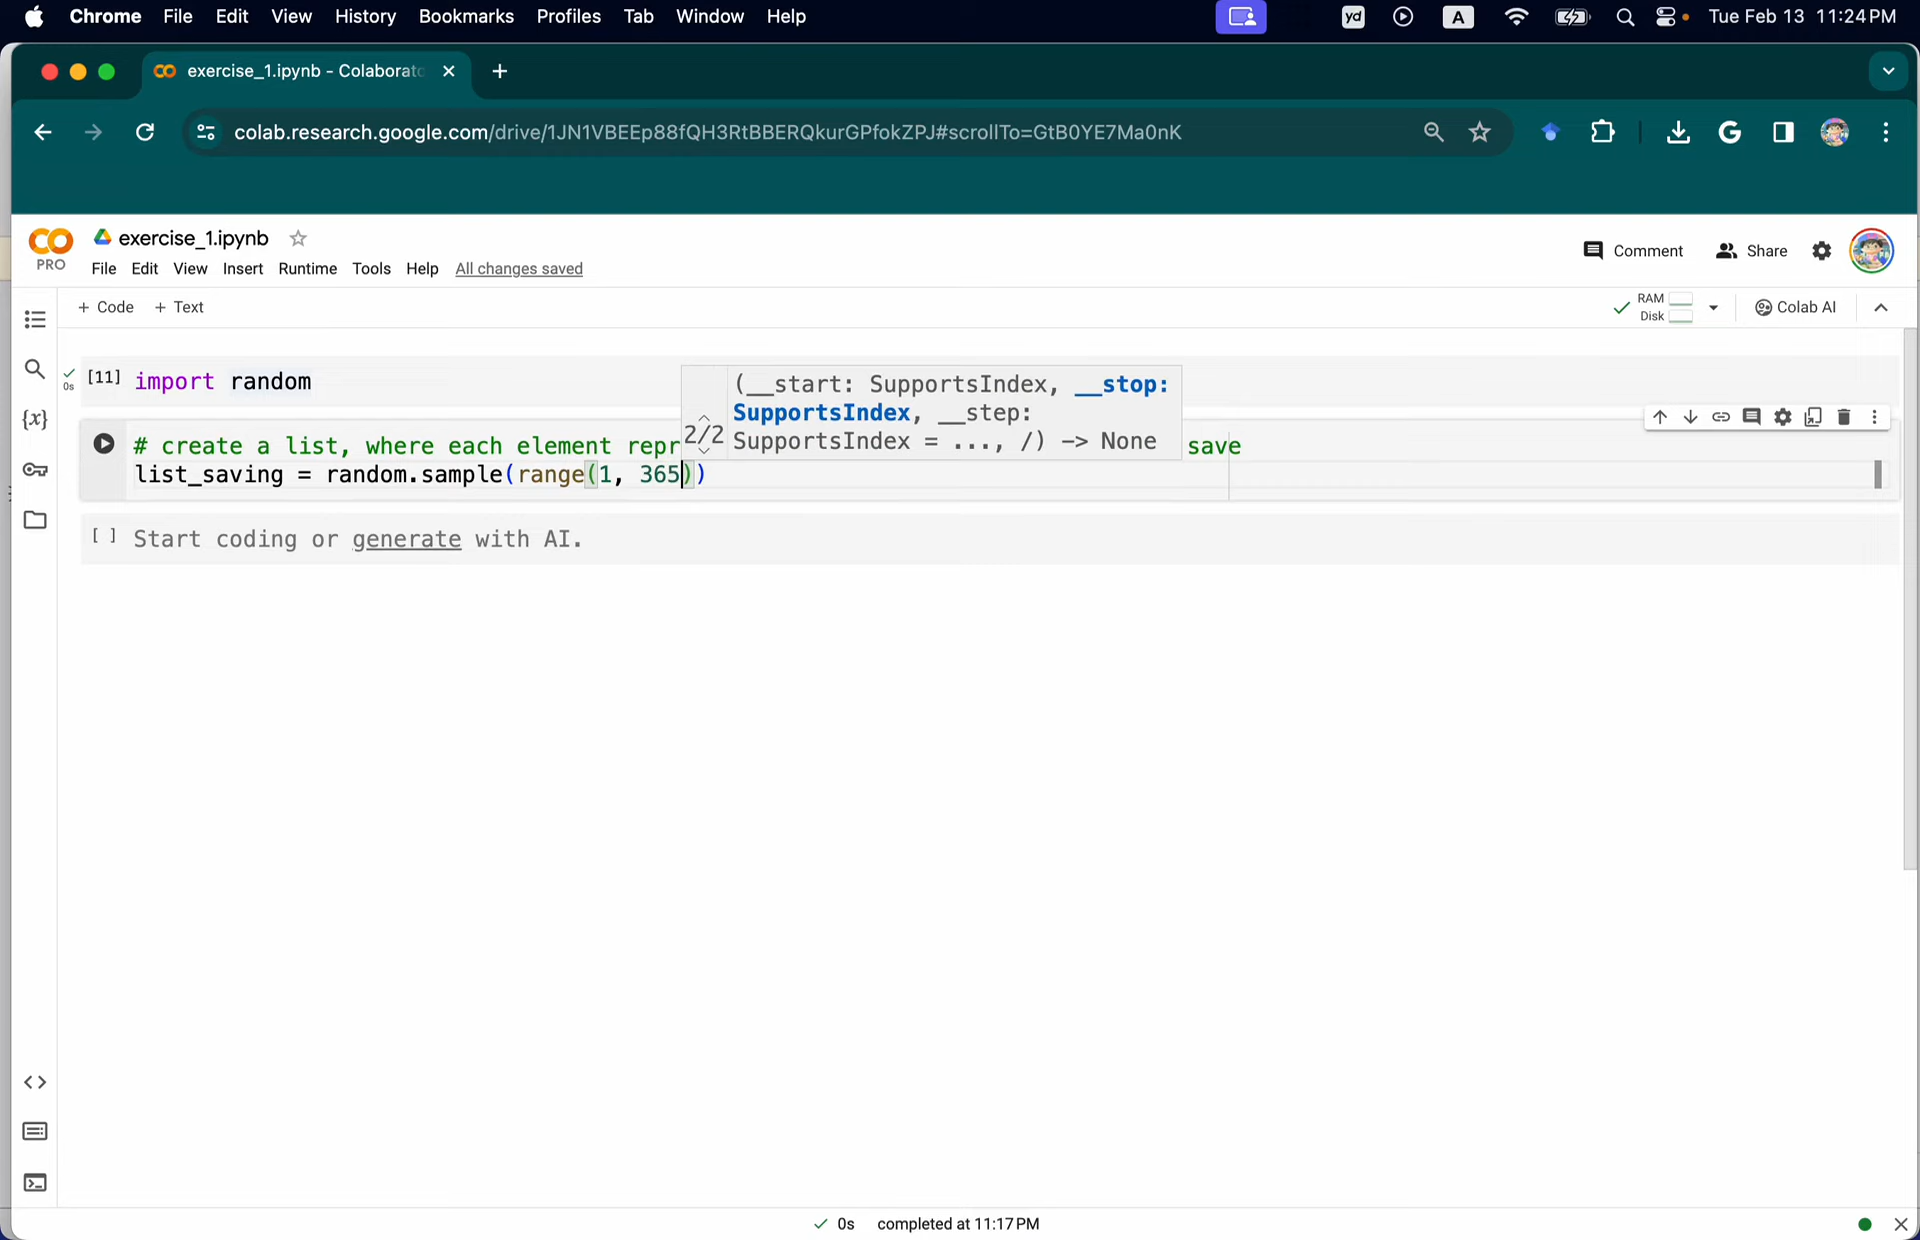 Chrome File Edit View History Bookmarks Profiles Tab Window Help yd A Tue Feb 13 11:24 PM
exercise_1.ipynb - Colaborato
colab.research.google.com/drive/1JN1VBEEp88fQH3RtBBERQkurGPfokZPJ#scrollTo=GtB0YE7Ma0nK
PRO
exercise_1.ipynb
File Edit View Insert Runtime Tools Help All changes saved
Comment Share
+ Code + Text
RAM
Disk
Colab AI
0s
[11] import random
(__start: SupportsIndex, __stop:
SupportsIndex, __step:
SupportsIndex = ..., /) -> None
2/2
# create a list, where each element repr save
list_saving = random.sample(range(1, 365))
[ ] Start coding or generate with AI.
{x}
0s completed at 11:17 PM